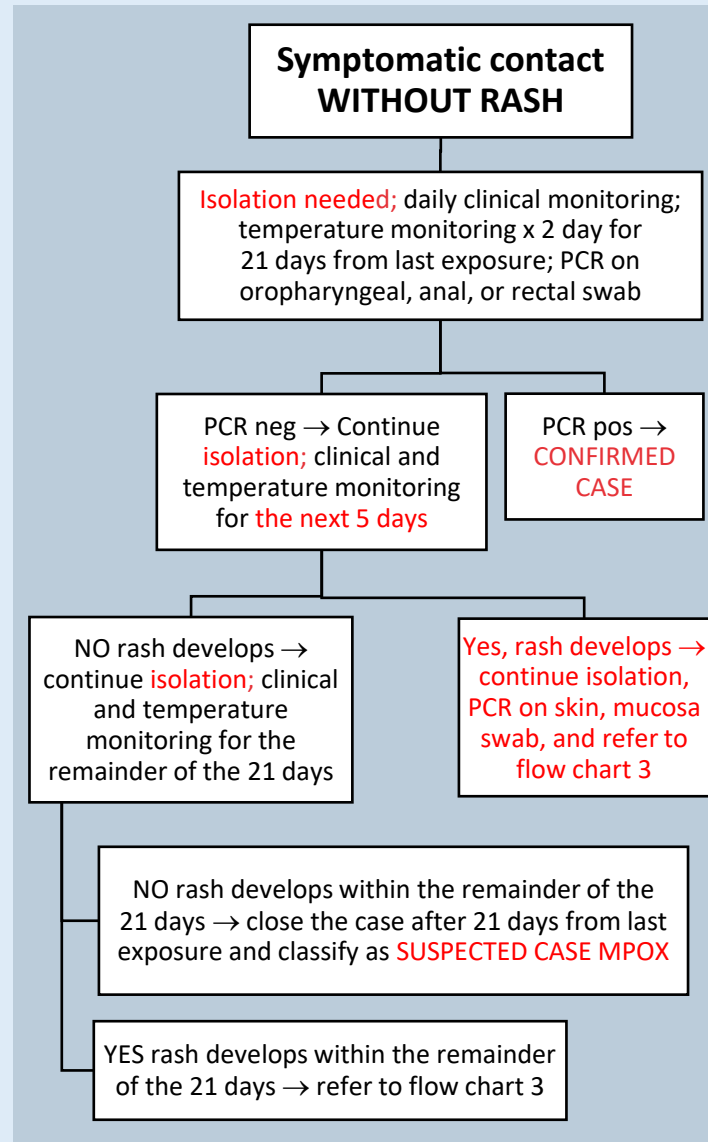 Symptomatic contact
WITHOUT RASH
Isolation needed; daily clinical monitoring;
temperature monitoring x 2 day for
21 days from last exposure; PCR on
oropharyngeal, anal, or rectal swab
PCR neg → Continue
isolation; clinical and
temperature monitoring
for the next 5 days
PCR pos →
CONFIRMED
CASE
NO rash develops →
continue isolation; clinical
and temperature
monitoring for the
remainder of the 21 days
Yes, rash develops →
continue isolation,
PCR on skin, mucosa
swab, and refer to
flow chart 3
NO rash develops within the remainder of the
21 days → close the case after 21 days from last
exposure and classify as SUSPECTED CASE MPOX
YES rash develops within the remainder
of the 21 days → refer to flow chart 3